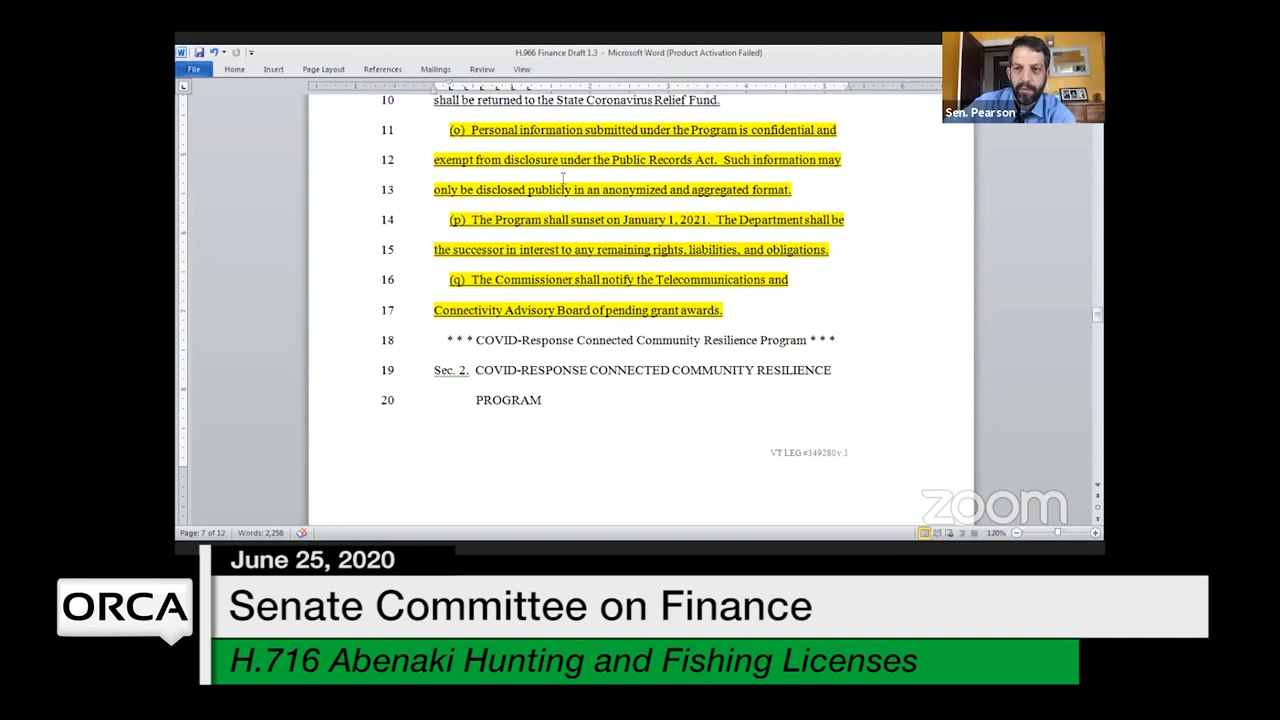 H.966 Finance Draft 1.3 - Microsoft Word (Product Activation Failed)
File Home Insert Page Layout References Mailings Review View
10 shall be returned to the State Coronavirus Relief Fund.
11 (o) Personal information submitted under the Program is confidential and
12 exempt from disclosure under the Public Records Act. Such information may
13 only be disclosed publicly in an anonymized and aggregated format.
14 (p) The Program shall sunset on January 1, 2021. The Department shall be
15 the successor in interest to any remaining rights, liabilities, and obligations.
16 (q) The Commissioner shall notify the Telecommunications and
17 Connectivity Advisory Board of pending grant awards.
18 * * * COVID-Response Connected Community Resilience Program * * *
19 Sec. 2. COVID-RESPONSE CONNECTED COMMUNITY RESILIENCE
20 PROGRAM
VT LEG #349280 v.1
Page: 7 of 12 Words: 2,258 120%
Sen. Pearson
zoom
June 25, 2020
ORCA
Senate Committee on Finance
H.716 Abenaki Hunting and Fishing Licenses